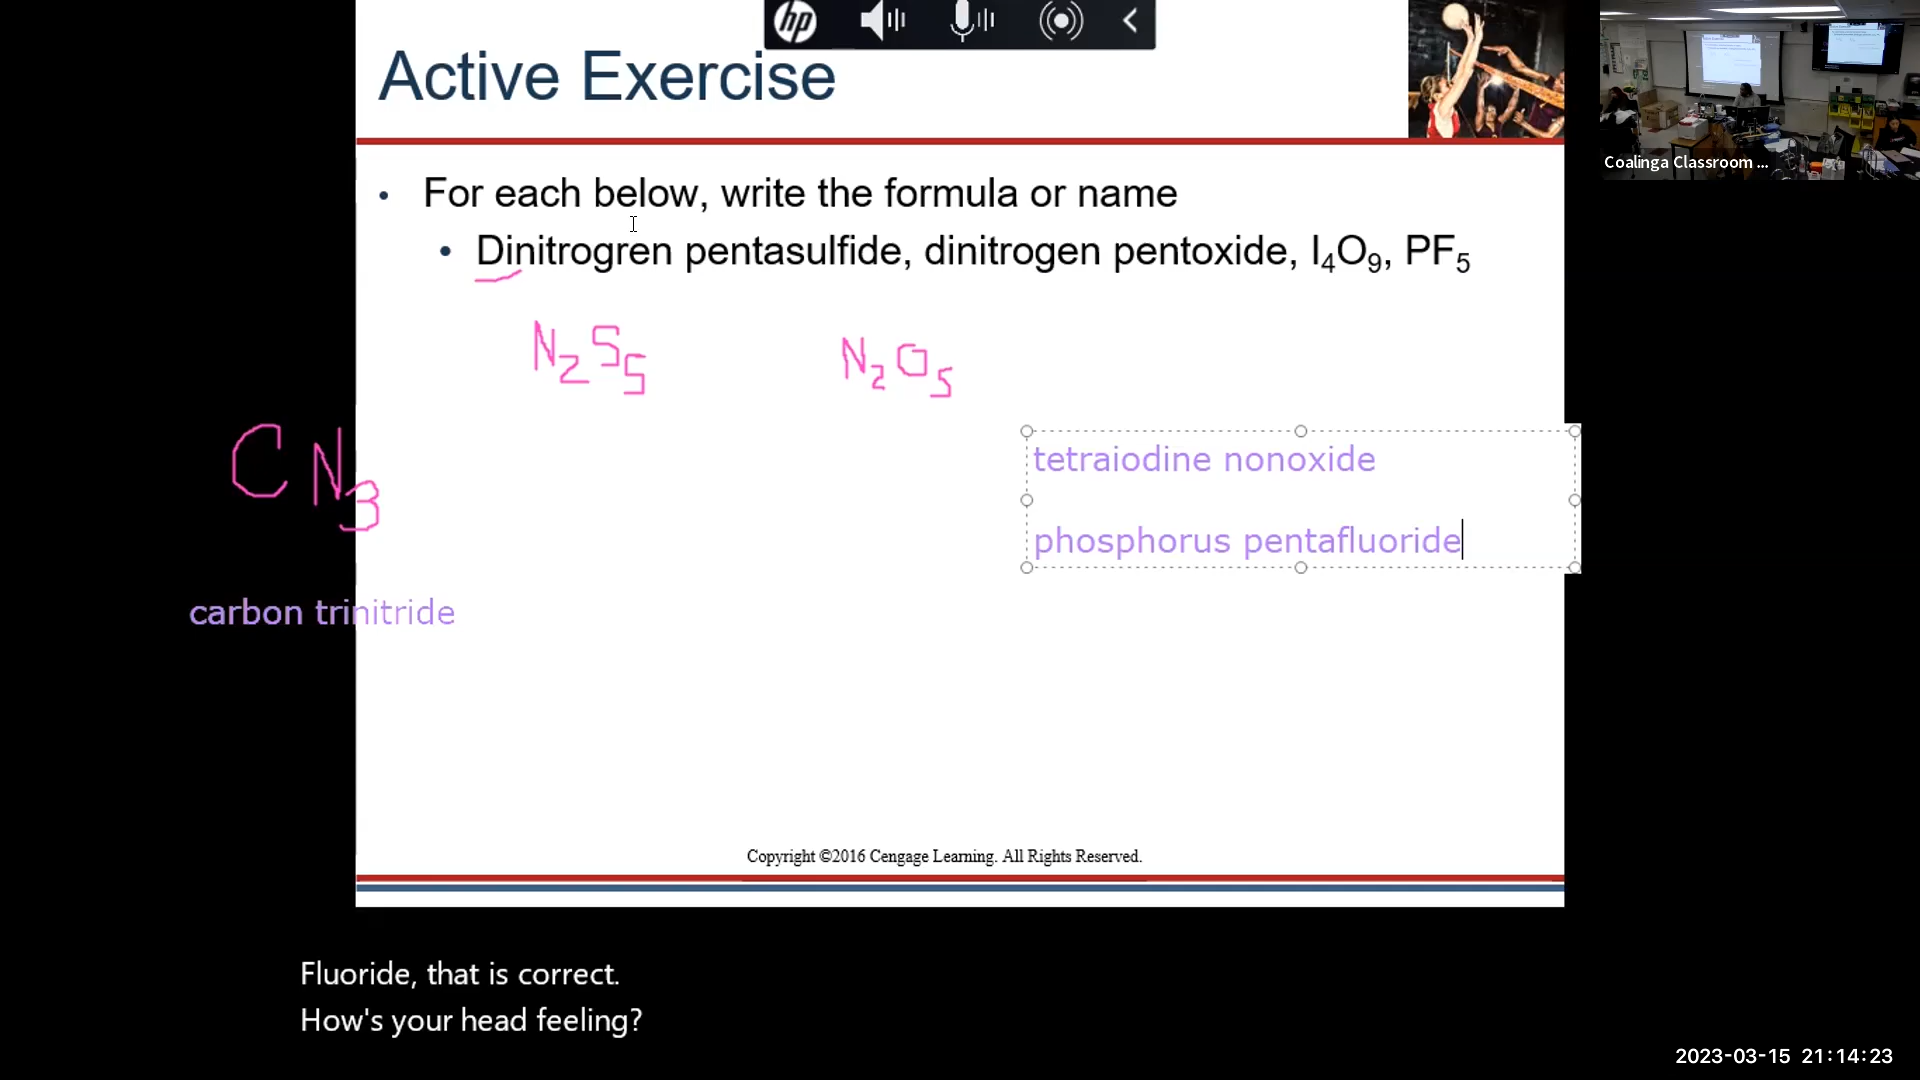 hp
Active Exercise
Coalinga Classroom ...
• For each below, write the formula or name
• Dinitrogren pentasulfide, dinitrogen pentoxide, I₄O₉, PF₅
N₂S₅ N₂O₅
CN₃
tetraiodine nonoxide
phosphorus pentafluoride
carbon trinitride
Copyright ©2016 Cengage Learning. All Rights Reserved.
Fluoride, that is correct.
How's your head feeling?
2023-03-15 21:14:23